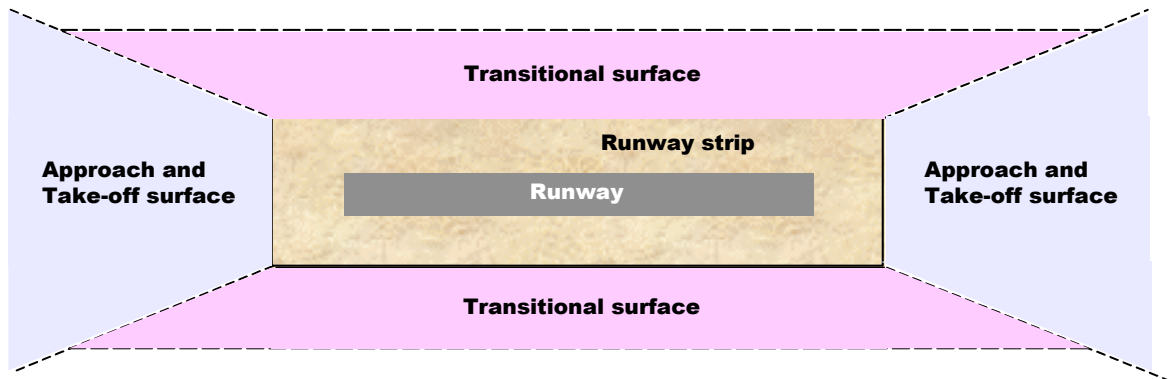 Transitional surface
Runway strip
Approach and
Take-off surface
Runway
Approach and
Take-off surface
Transitional surface